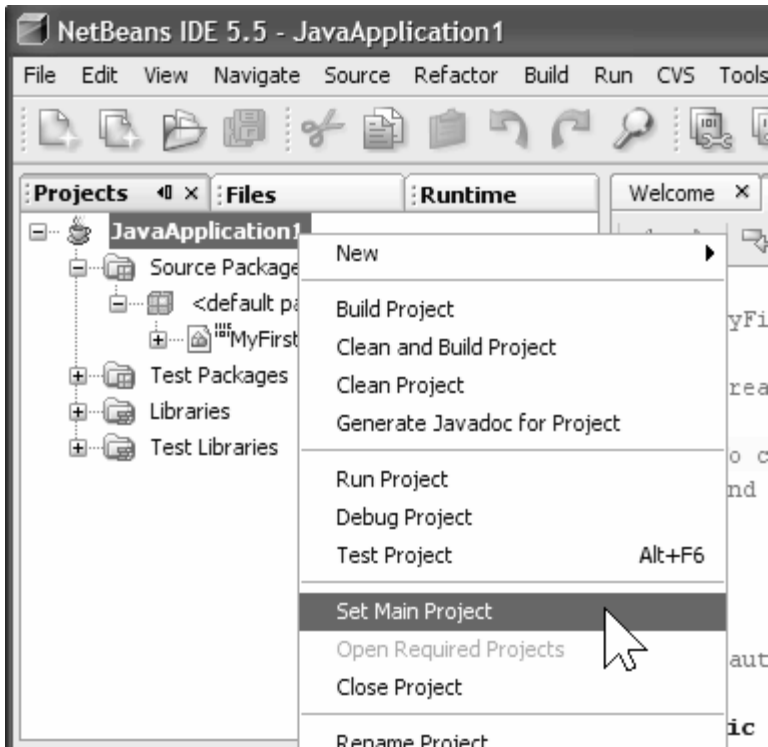 NetBeans IDE 5.5 - JavaApplication1
File Edit View Navigate Source Refactor Build Run CVS Tools
Projects Files Runtime Welcome
JavaApplication1
Source Package
<default pa
MyFirst
Test Packages
Libraries
Test Libraries
New
Build Project
Clean and Build Project
Clean Project
Generate Javadoc for Project
Run Project
Debug Project
Test Project Alt+F6
Set Main Project
Open Required Projects
Close Project
Rename Project
yFi
rea
o c
nd
aut
ic